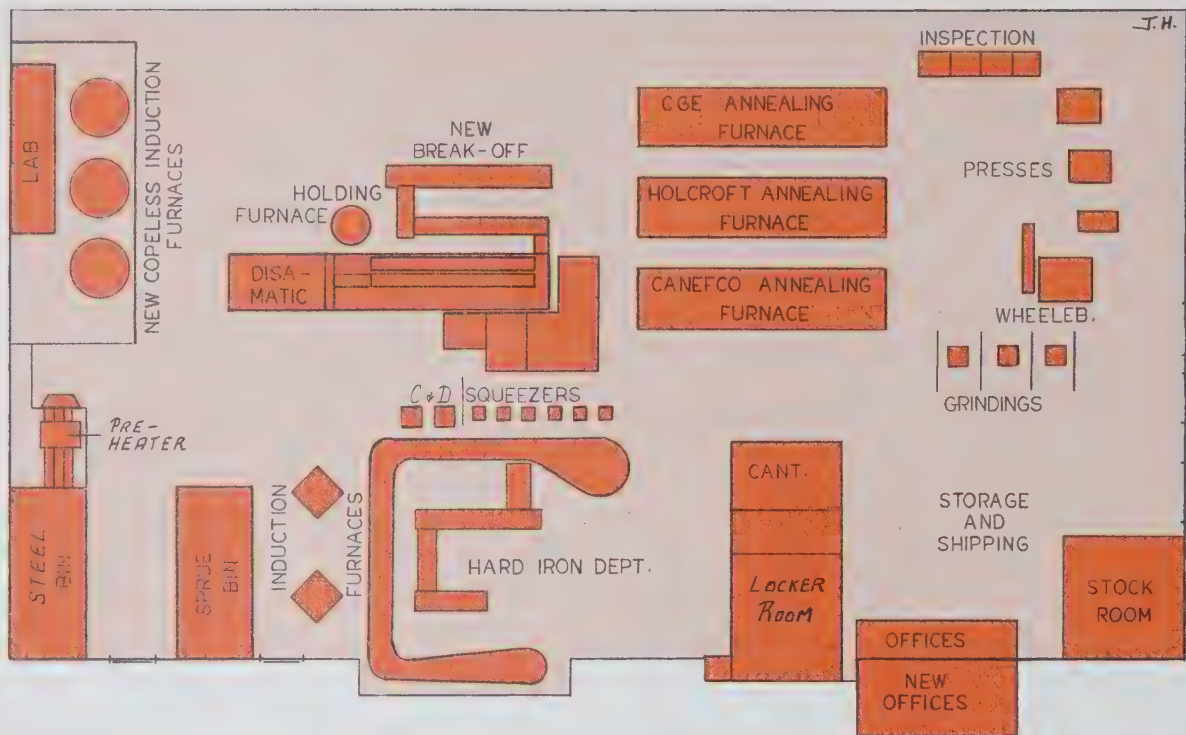 J.H.
INSPECTION
LAB
NEW COPELESS INDUCTION
FURNACES
NEW
BREAK-OFF
HOLDING
FURNACE
DISA-
MATIC
CGE ANNEALING
FURNACE
HOLCROFT ANNEALING
FURNACE
CANEFCO ANNEALING
FURNACE
PRESSES
WHEELEB.
GRINDINGS
C&D
SQUEEZERS
PRE-
HEATER
STEEL
BIN
SPRUE
BIN
INDUCTION
FURNACES
HARD IRON DEPT.
CANT.
LOCKER
ROOM
STORAGE
AND
SHIPPING
OFFICES
NEW
OFFICES
STOCK
ROOM